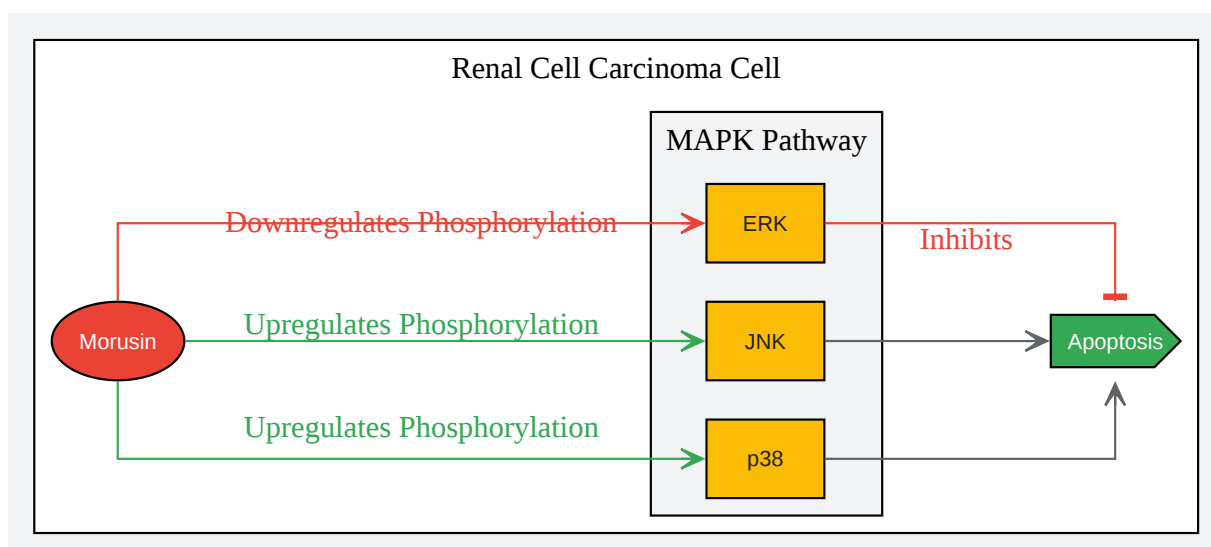 Renal Cell Carcinoma Cell
MAPK Pathway
Downregulates Phosphorylation
ERK
Inhibits
Upregulates Phosphorylation
Morusin
JNK
Apoptosis
Upregulates Phosphorylation
p38